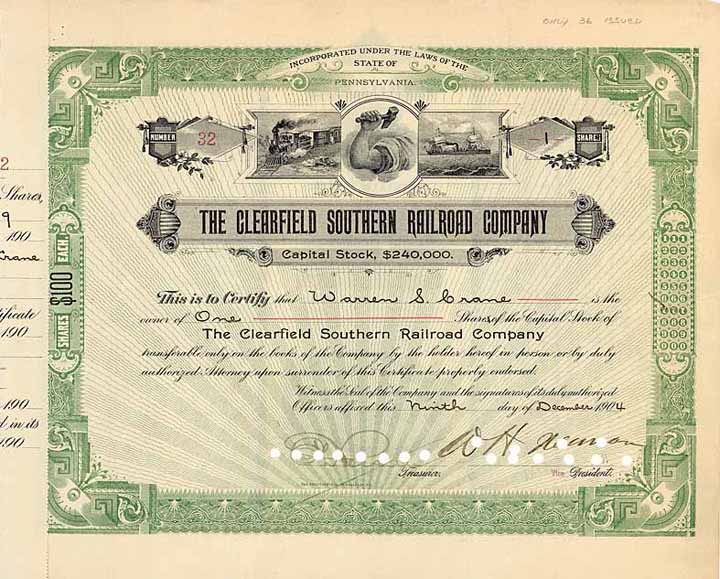 ONLY 36 ISSUED
INCORPORATED UNDER THE LAWS OF THE
STATE OF
PENNSYLVANIA.
NUMBER
32
1
SHARES
2
Shares,
9
190
Crane
THE CLEARFIELD SOUTHERN RAILROAD COMPANY
Capital Stock, $240,000.
SHARES $100 EACH.
This is to Certify that Warren S. Crane is the
owner of One Shares of the Capital Stock of
The Clearfield Southern Railroad Company
transferable only on the books of the Company by the holder hereof in person or by duly
authorized Attorney upon surrender of this Certificate properly endorsed.
Witness the Seal of the Company and the signatures of its duly authorized
Officers affixed this Ninth day of December 1904
190
190
d in its
190
W H
Treasurer.
Vice President.